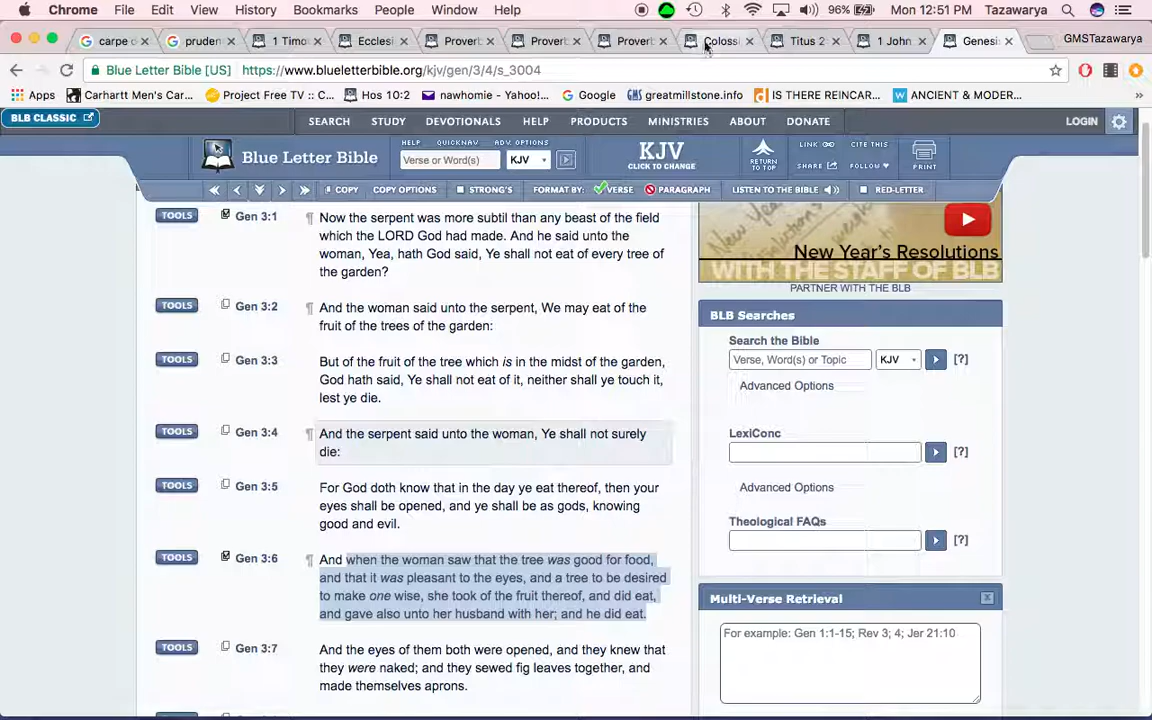 Chrome File Edit View History Bookmarks People Window Help 96% Mon 12:51 PM Tazawarya
carpe c pruden 1 Timo Ecclesi Proverb Proverb Proverb Coloss Titus 2 1 John Genesi GMSTazawarya
Blue Letter Bible [US] https://www.blueletterbible.org/kjv/gen/3/4/s_3004
Apps Carhartt Men's Car... Project Free TV :: C... Hos 10:2 nawhomie - Yahoo!... Google GMS greatmillstone.info IS THERE REINCAR... ANCIENT & MODER... »
BLB CLASSIC SEARCH STUDY DEVOTIONALS HELP PRODUCTS MINISTRIES ABOUT DONATE LOGIN
HELP QUICKNAV ADV. OPTIONS
Blue Letter Bible Verse or Word(s) KJV KJV CLICK TO CHANGE RETURN TO TOP LINK CITE THIS SHARE FOLLOW PRINT
COPY COPY OPTIONS STRONG'S FORMAT BY: VERSE PARAGRAPH LISTEN TO THE BIBLE RED-LETTER
TOOLS Gen 3:1 ¶ Now the serpent was more subtil than any beast of the field
which the LORD God had made. And he said unto the
woman, Yea, hath God said, Ye shall not eat of every tree of
the garden?
TOOLS Gen 3:2 ¶ And the woman said unto the serpent, We may eat of the
fruit of the trees of the garden:
TOOLS Gen 3:3 But of the fruit of the tree which is in the midst of the garden,
God hath said, Ye shall not eat of it, neither shall ye touch it,
lest ye die.
TOOLS Gen 3:4 ¶ And the serpent said unto the woman, Ye shall not surely
die:
TOOLS Gen 3:5 For God doth know that in the day ye eat thereof, then your
eyes shall be opened, and ye shall be as gods, knowing
good and evil.
TOOLS Gen 3:6 ¶ And when the woman saw that the tree was good for food,
and that it was pleasant to the eyes, and a tree to be desired
to make one wise, she took of the fruit thereof, and did eat,
and gave also unto her husband with her; and he did eat.
TOOLS Gen 3:7 And the eyes of them both were opened, and they knew that
they were naked; and they sewed fig leaves together, and
made themselves aprons.
New Year's Resolutions
WITH THE STAFF OF BLB
PARTNER WITH THE BLB
BLB Searches
Search the Bible
Verse, Word(s) or Topic KJV [?]
Advanced Options
LexiConc
[?]
Advanced Options
Theological FAQs
[?]
Multi-Verse Retrieval
For example: Gen 1:1-15; Rev 3; 4; Jer 21:10